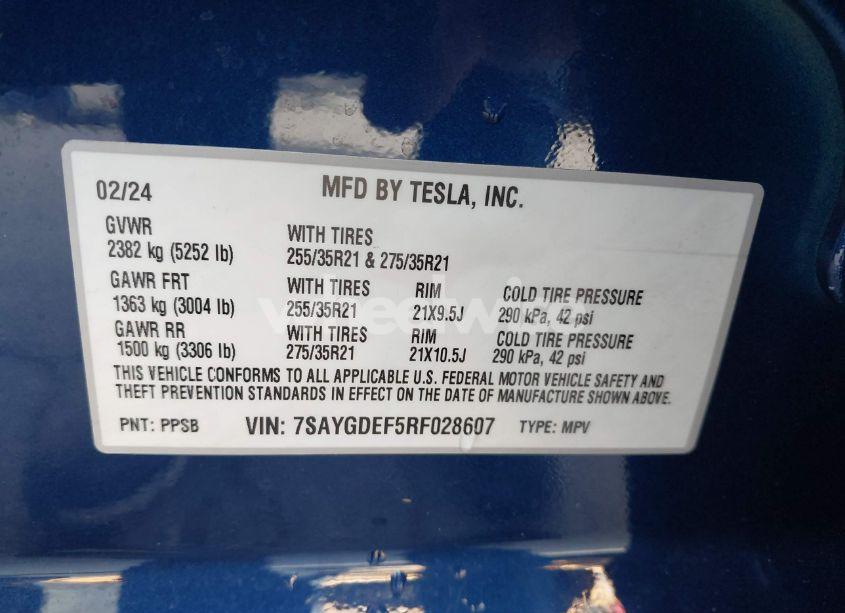 02/24 MFD BY TESLA, INC.
GVWR
2382 kg (5252 lb)
WITH TIRES
255/35R21 & 275/35R21
GAWR FRT
1363 kg (3004 lb)
WITH TIRES
255/35R21
RIM
21X9.5J
COLD TIRE PRESSURE
290 kPa, 42 psi
GAWR RR
1500 kg (3306 lb)
WITH TIRES
275/35R21
RIM
21X10.5J
COLD TIRE PRESSURE
290 kPa, 42 psi
THIS VEHICLE CONFORMS TO ALL APPLICABLE U.S. FEDERAL MOTOR VEHICLE SAFETY AND
THEFT PREVENTION STANDARDS IN EFFECT ON THE DATE OF MANUFACTURE SHOWN ABOVE.
PNT: PPSB VIN: 7SAYGDEF5RF028607 TYPE: MPV